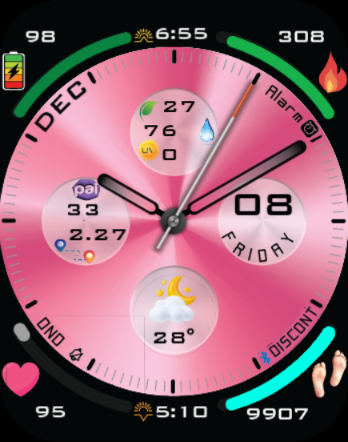 98
6:55
308
DEC
Alarm
27
76
UVI
0
pai
33
2.27
08
FRIDAY
28°
DND
DISCONT
95
5:10
9907